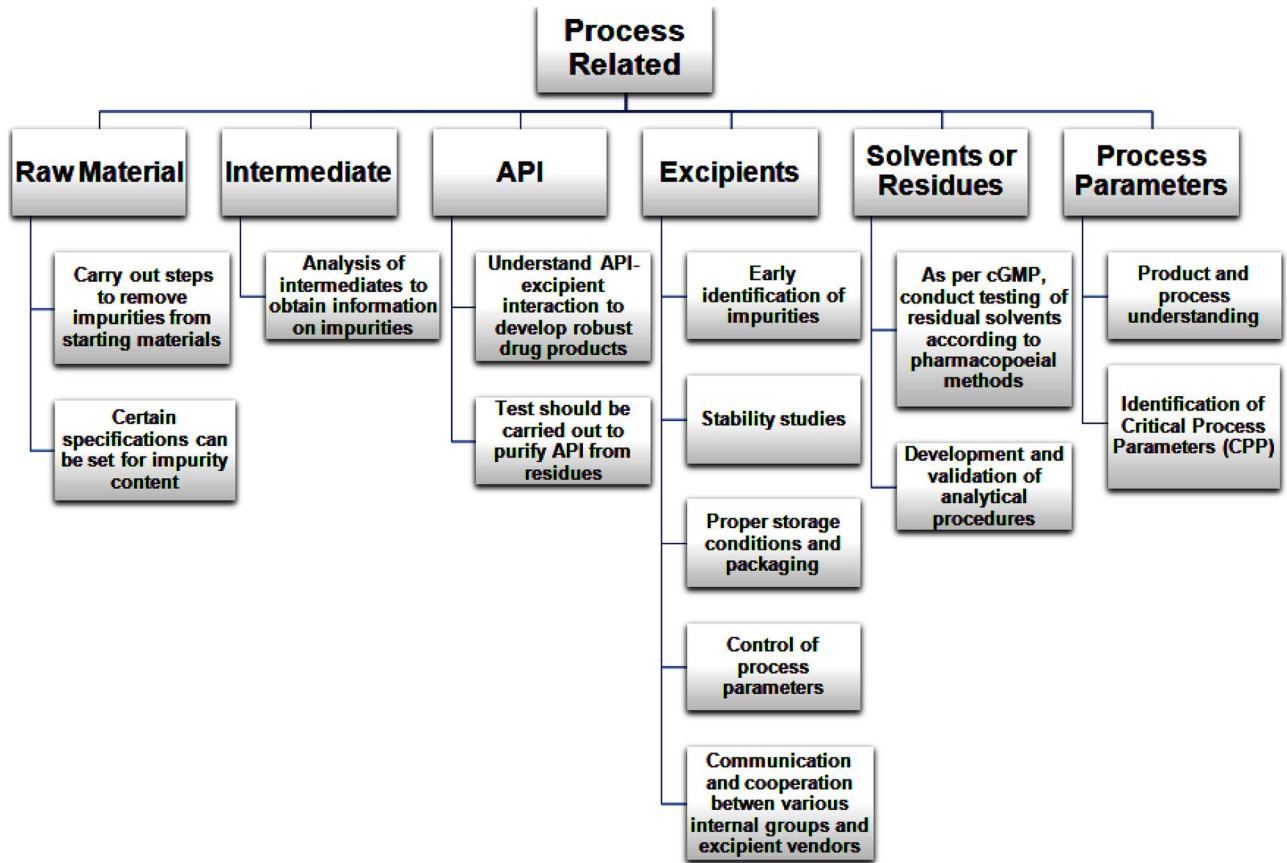 Process
Related
Raw Material
Intermediate
API
Excipients
Solvents or
Residues
Process
Parameters
Carry out steps
to remove
impurities from
starting materials
Certain
specifications can
be set for impurity
content
Analysis of
intermediates to
obtain information
on impurities
Understand API-
excipient
interaction to
develop robust
drug products
Test should be
carried out to
purify API from
residues
Early
identification of
impurities
Stability studies
Proper storage
conditions and
packaging
Control of
process
parameters
Communication
and cooperation
betwen various
internal groups and
excipient vendors
As per cGMP,
conduct testing of
residual solvents
according to
pharmacopoeial
methods
Development and
validation of
analytical
procedures
Product and
process
understanding
Identification of
Critical Process
Parameters (CPP)